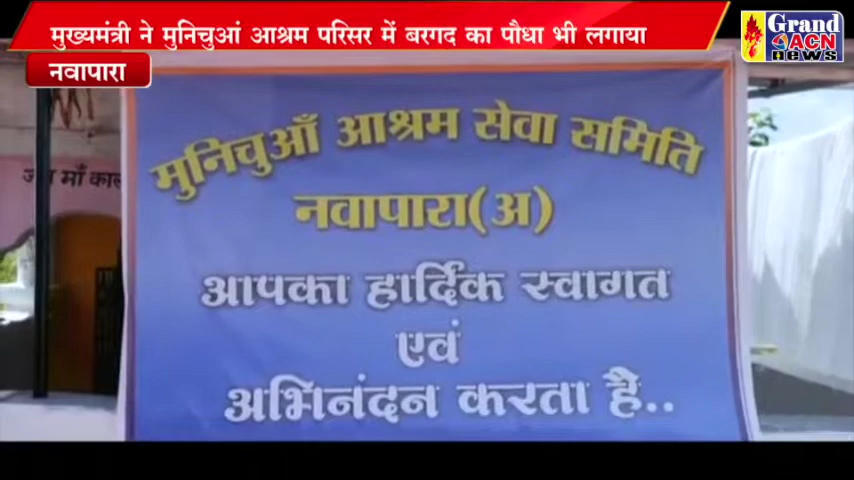 मुख्यमंत्री ने मुनिचुआं आश्रम परिसर में बरगद का पौधा भी लगाया
Grand
ACN
news
नवापारा
मुनिचुआँ आश्रम सेवा समिति
नवापारा(अ)
माँ
आपका हार्दिक स्वागत
एवं
अभिनंदन करता है..